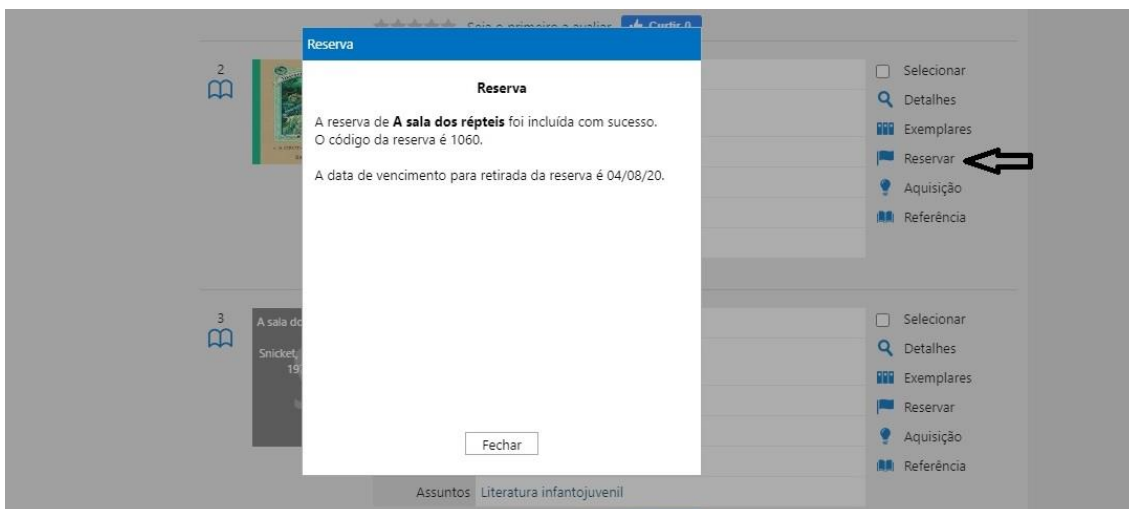 Seja o primeiro a avaliar Curtir 0
Reserva
Reserva
A reserva de A sala dos répteis foi incluída com sucesso.
O código da reserva é 1060.
A data de vencimento para retirada da reserva é 04/08/20.
Fechar
2
Selecionar
Detalhes
Exemplares
Reservar
Aquisição
Referência
3
A sala do
Snicket,
19
Selecionar
Detalhes
Exemplares
Reservar
Aquisição
Referência
Assuntos Literatura infantojuvenil